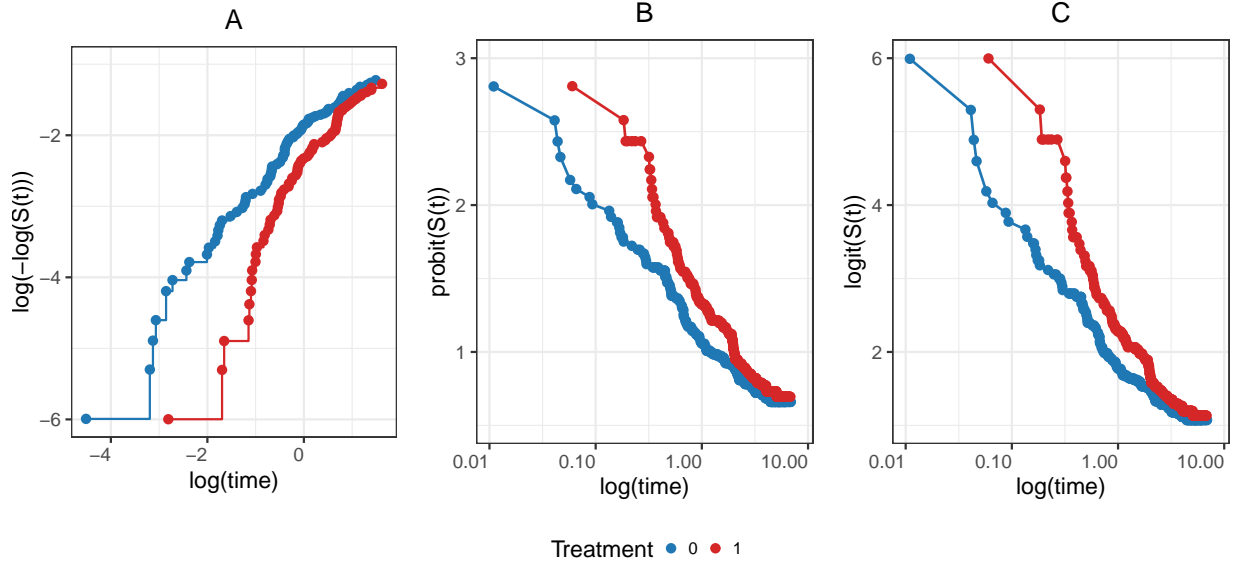 A
log(−log(S(t)))
−2
−4
−6
−4
−2
0
log(time)
B
probit(S(t))
3
2
1
0.01
0.10
1.00
10.00
log(time)
C
logit(S(t))
6
4
2
0.01
0.10
1.00
10.00
log(time)
Treatment 0 1